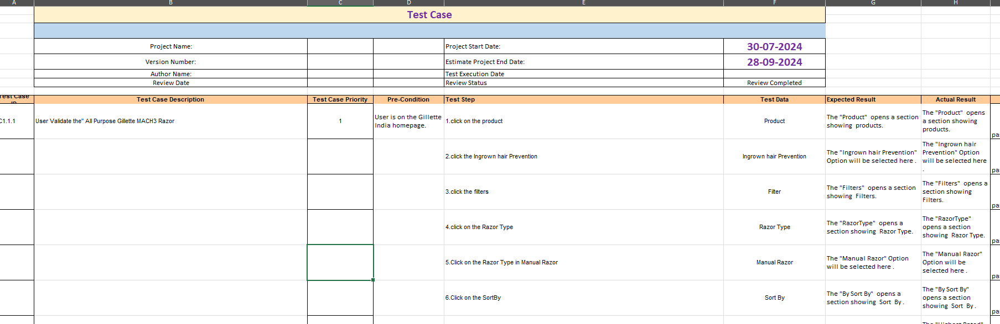 A B C D E F G H
Test Case
Project Name: Project Start Date: 30-07-2024
Version Number: Estimate Project End Date: 28-09-2024
Author Name: Test Execution Date
Review Date Review Status Review Completed
Test Case Test Case Description Test Case Priority Pre-Condition Test Step Test Data Expected Result Actual Result
ID
C1.1.1 User Validate the" All Purpose Gillette MACH3 Razor 1
User is on the Gillette
India homepage.
1.click on the product Product
The "Product" opens a section
showing products.
The "Product" opens
a section showing
products.
pa
2.click the Ingrown hair Prevention Ingrown hair Prevention
The "Ingrown hair Prevention"
Option will be selected here .
The "Ingrown hair
Prevention" Option
will be selected here
.
pa
3.click the filters Filter
The "Filters" opens a section
showing Filters.
The "Filters" opens a
section showing
Filters.
pa
4.click on the Razor Type Razor Type
The "RazorType" opens a
section showing Razor Type.
The "RazorType"
opens a section
showing Razor Type.
pa
5.Click on the Razor Type in Manual Razor Manual Razor
The "Manual Razor" Option
will be selected here .
The "Manual Razor"
Option will be
selected here .
pa
6.Click on the SortBy Sort By
The "By Sort By" opens a
section showing Sort By .
The "By Sort By"
opens a section
showing Sort By .
pa
The "Highest Rated"